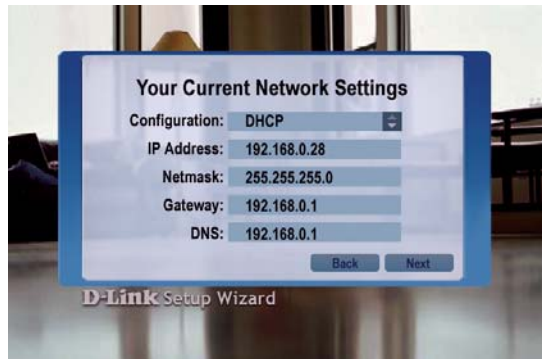 Your Current Network Settings
Configuration: DHCP
IP Address: 192.168.0.28
Netmask: 255.255.255.0
Gateway: 192.168.0.1
DNS: 192.168.0.1
Back Next
D-Link Setup Wizard